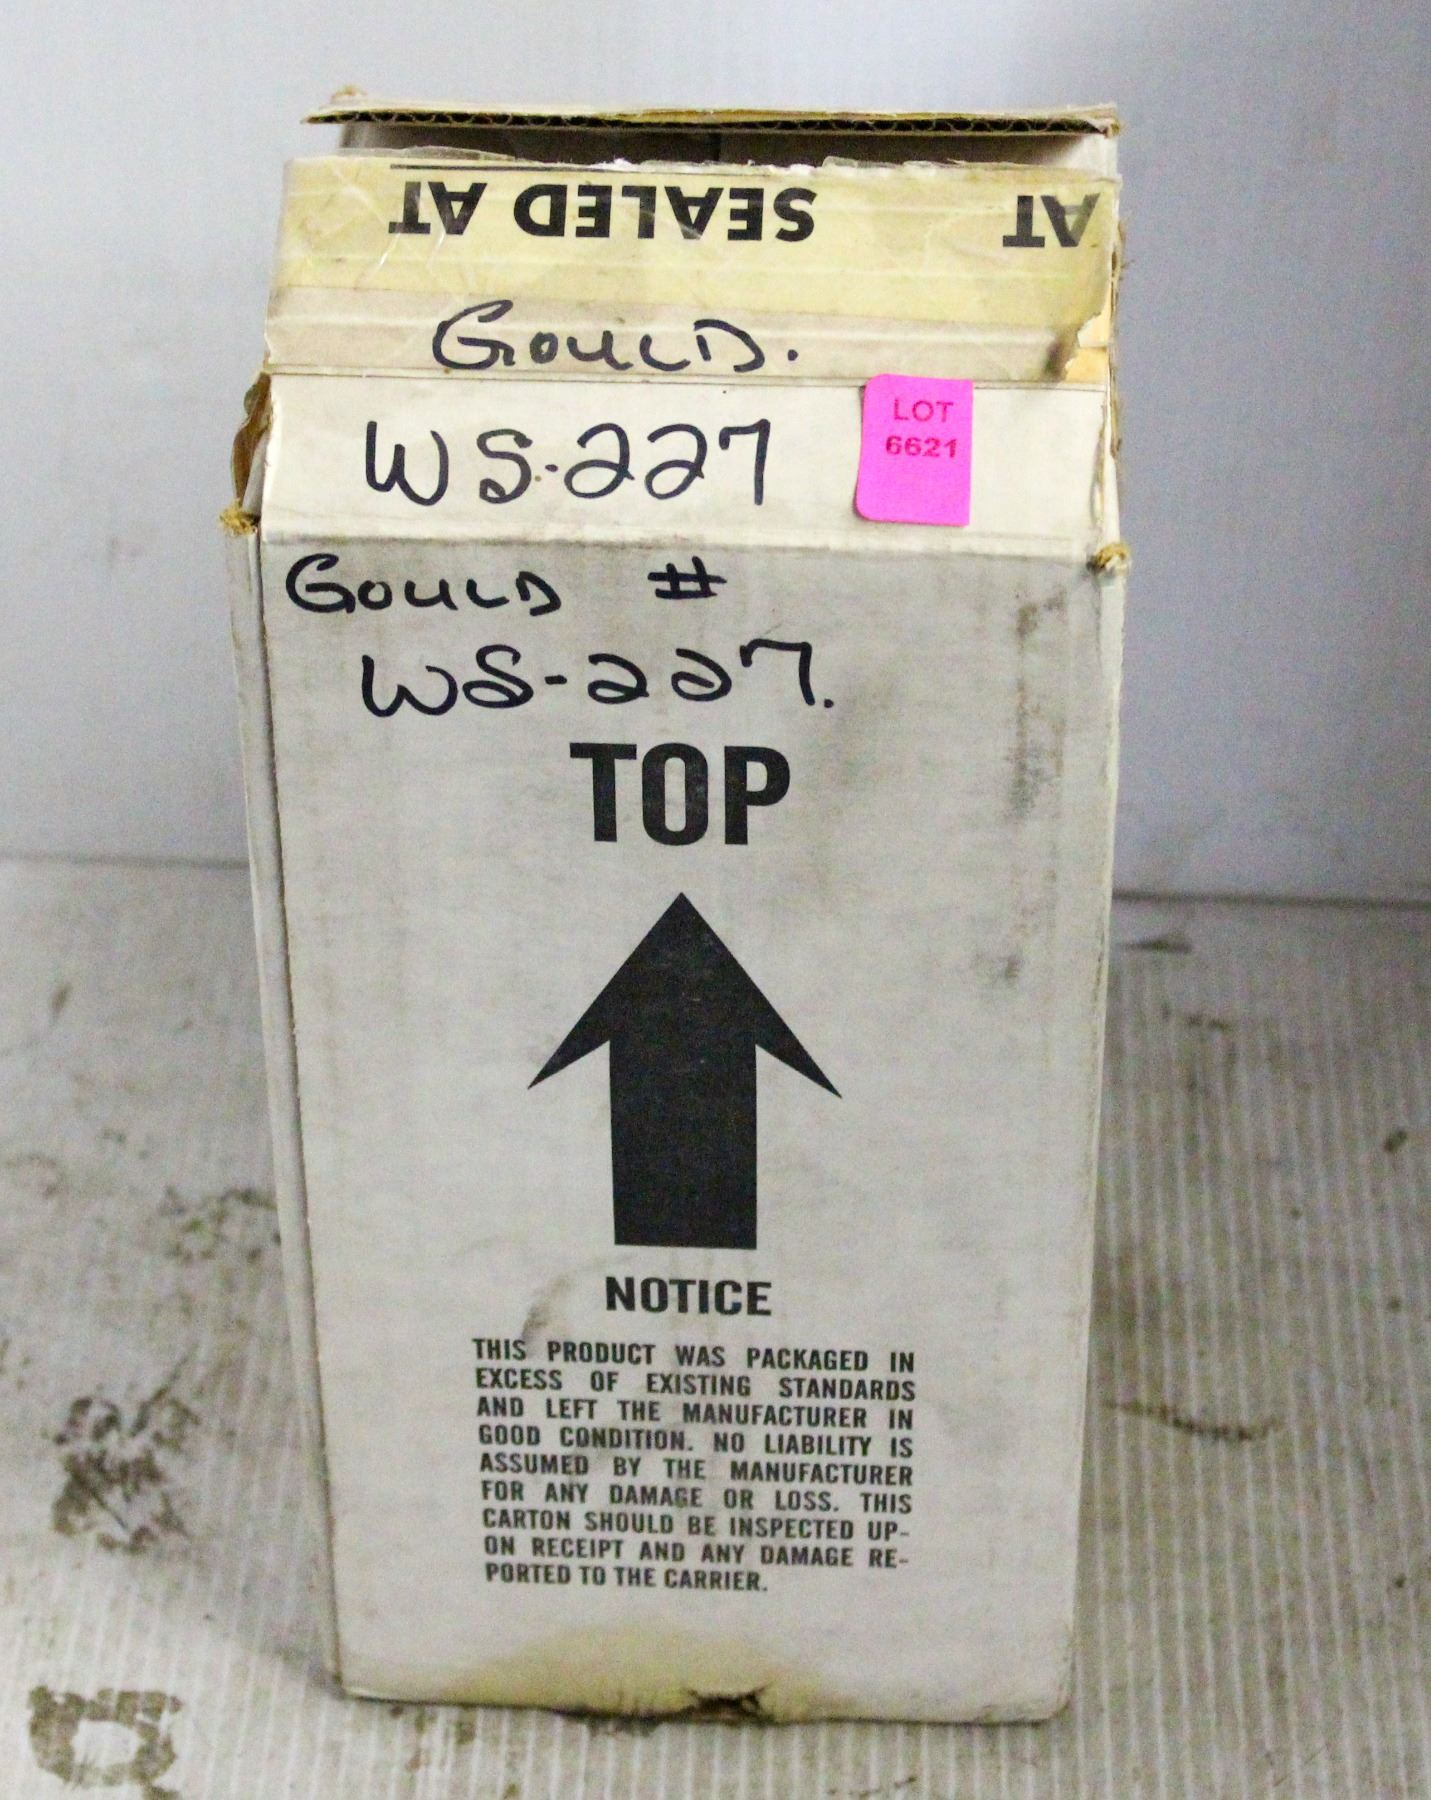 SEALED AT
AT
GOULD.
WS-227
LOT
6621
GOULD #
WS-227.
TOP
NOTICE
THIS PRODUCT WAS PACKAGED IN
EXCESS OF EXISTING STANDARDS
AND LEFT THE MANUFACTURER IN
GOOD CONDITION. NO LIABILITY IS
ASSUMED BY THE MANUFACTURER
FOR ANY DAMAGE OR LOSS. THIS
CARTON SHOULD BE INSPECTED UP-
ON RECEIPT AND ANY DAMAGE RE-
PORTED TO THE CARRIER.